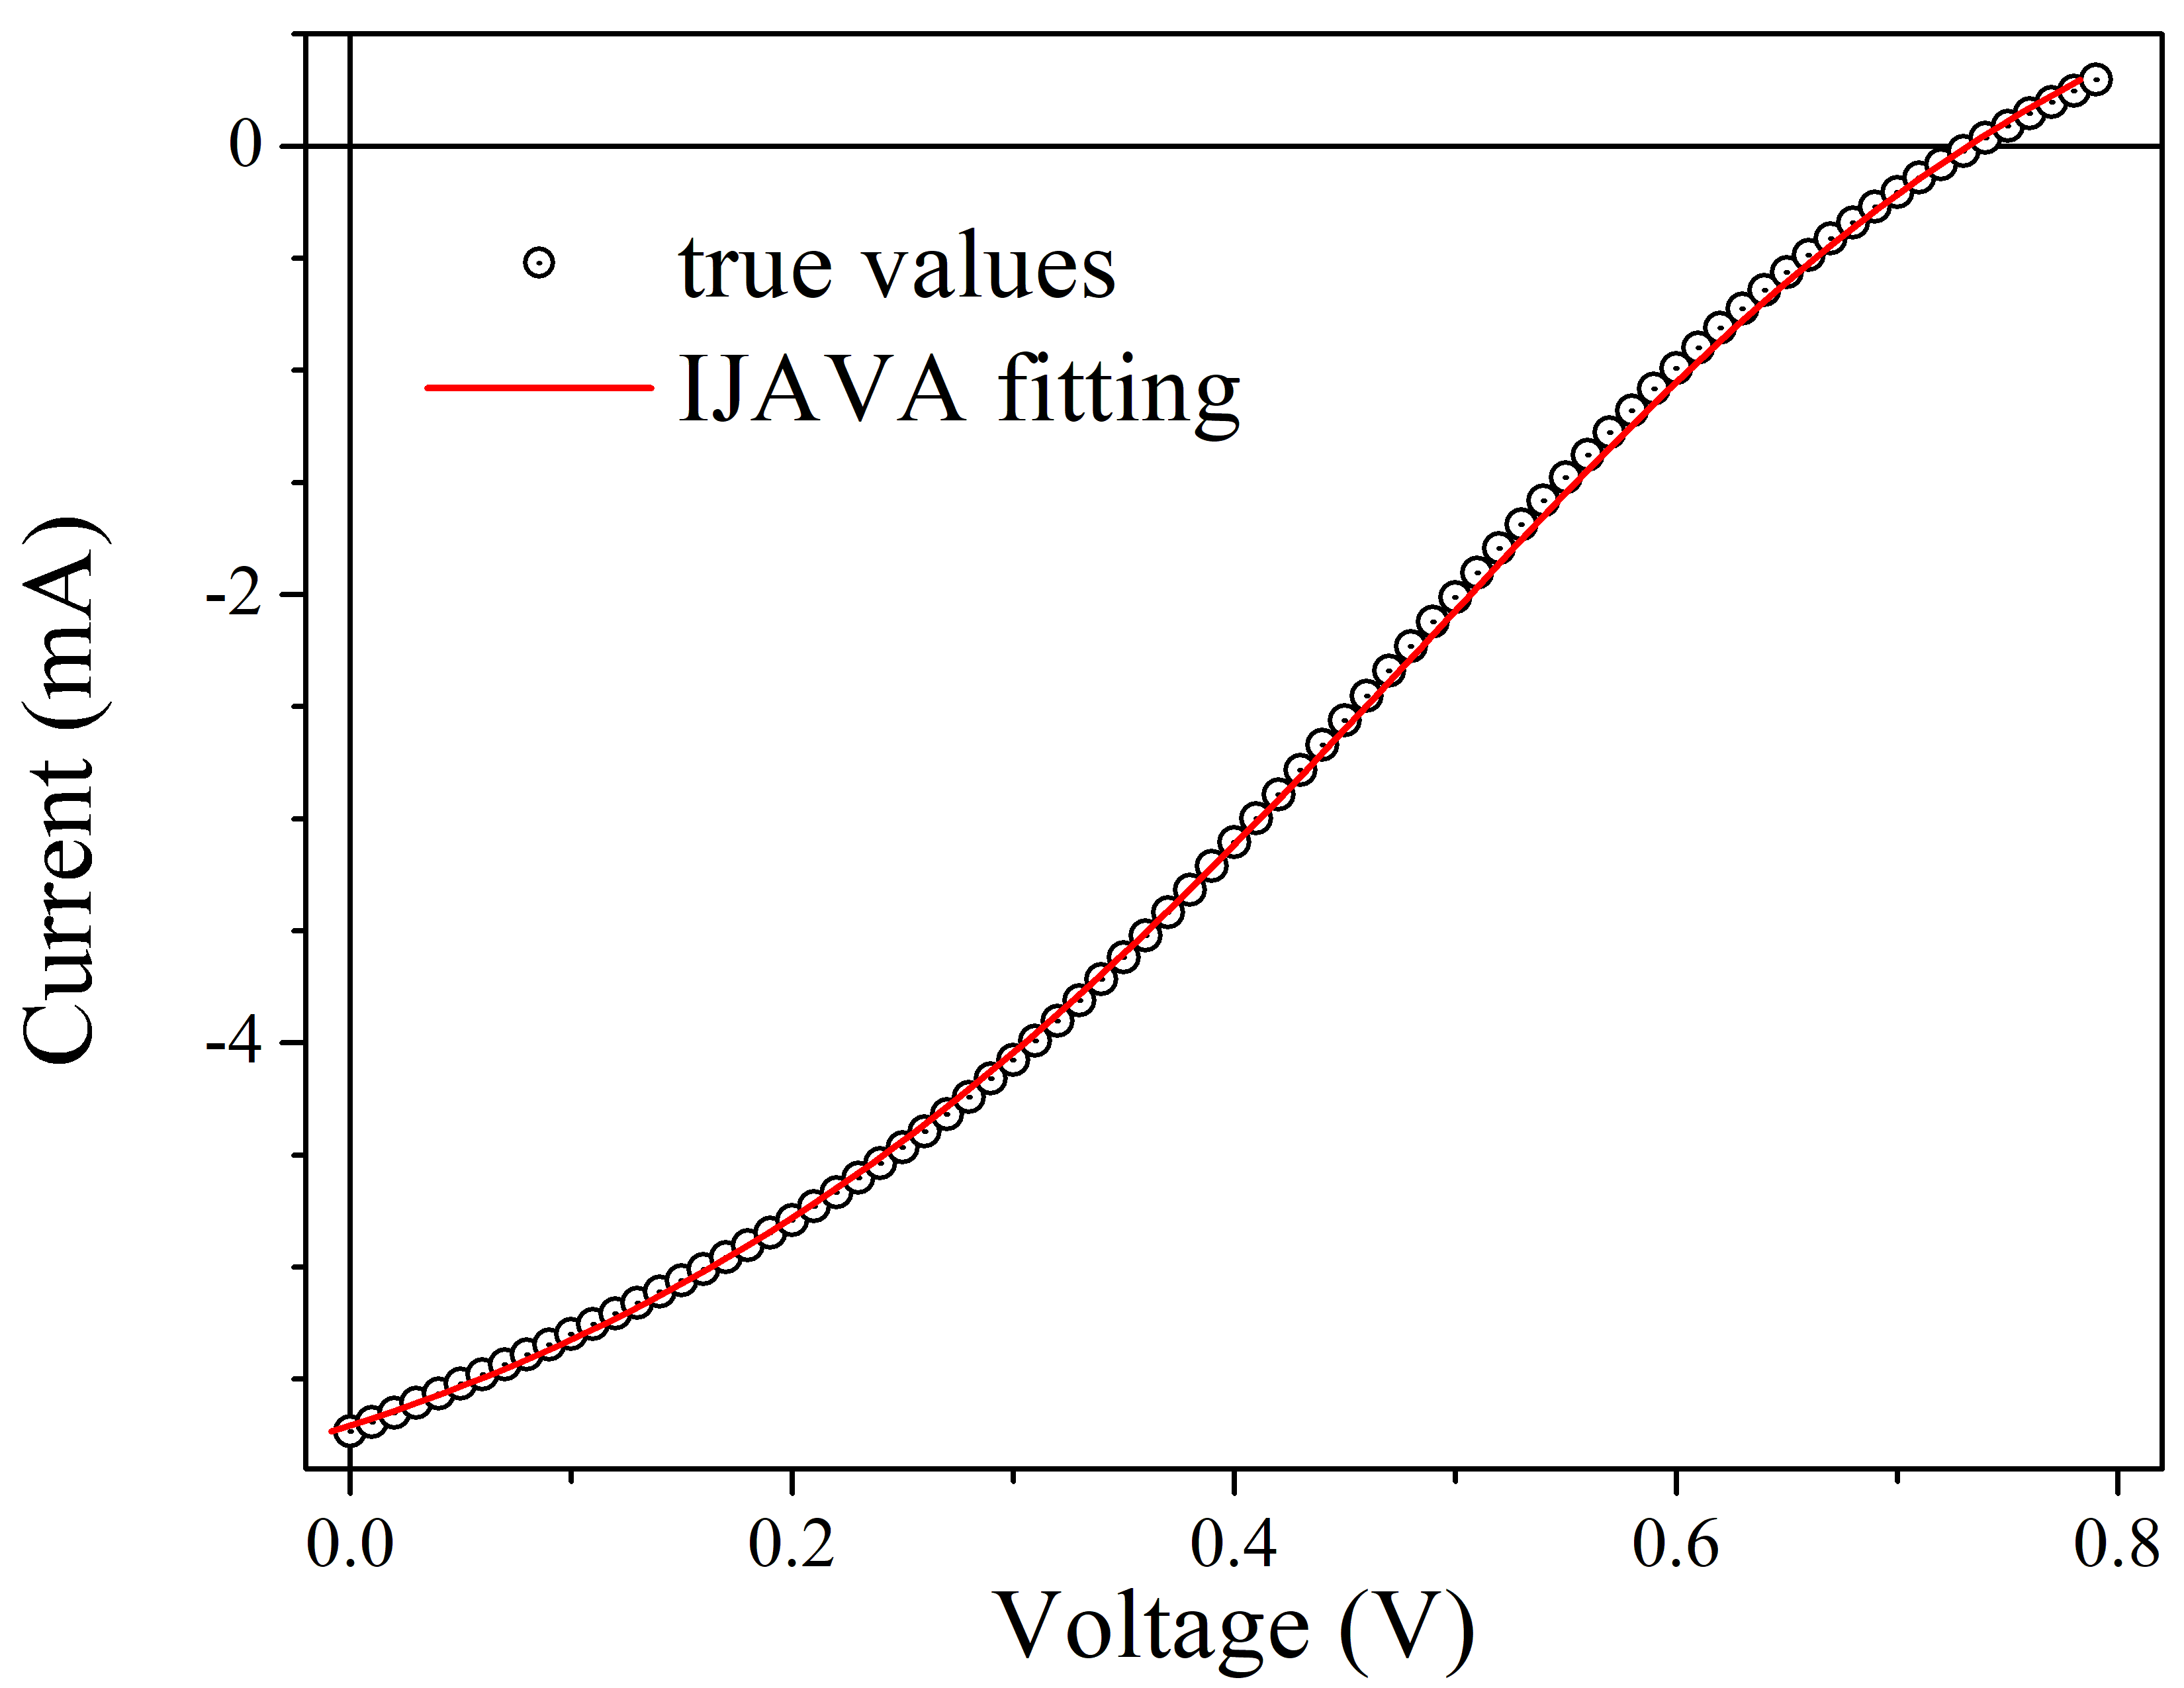 0
-2
-4
Current (mA)
true values
IJAVA fitting
0.0 0.2 0.4 0.6 0.8
Voltage (V)